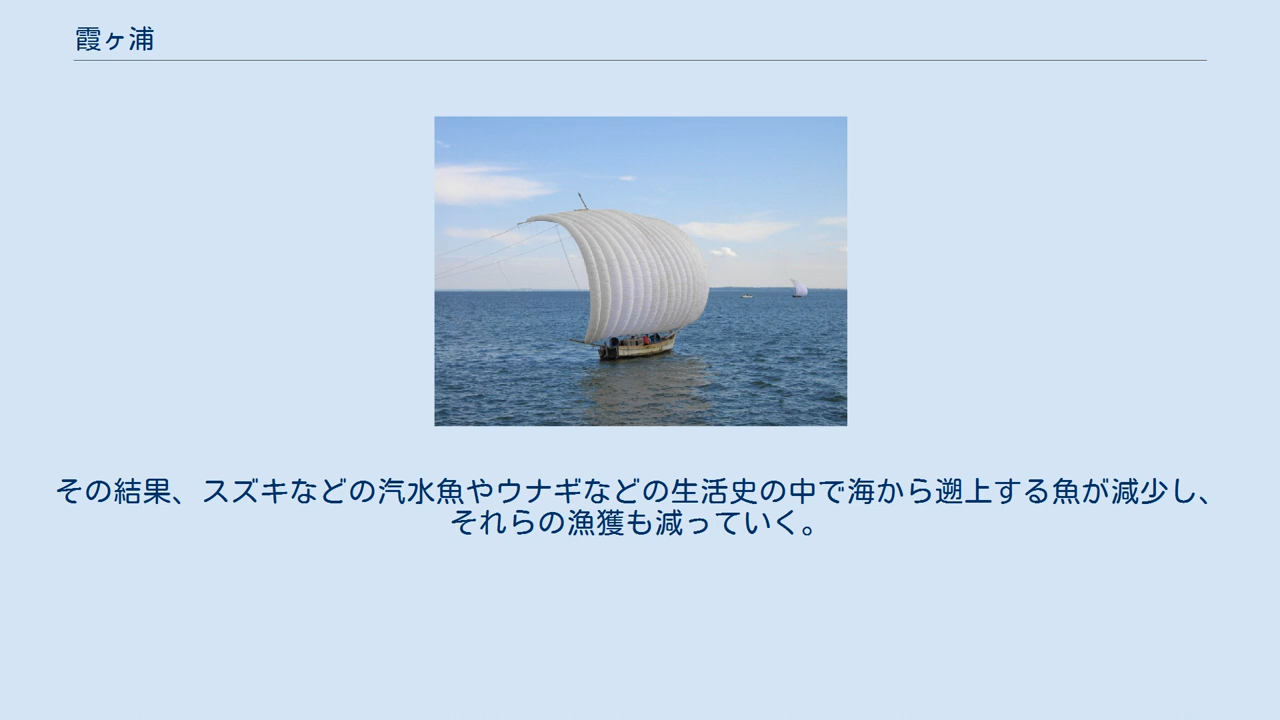 霞ヶ浦
その結果、スズキなどの汽水魚やウナギなどの生活史の中で海から遡上する魚が減少し、
それらの漁獲も減っていく。